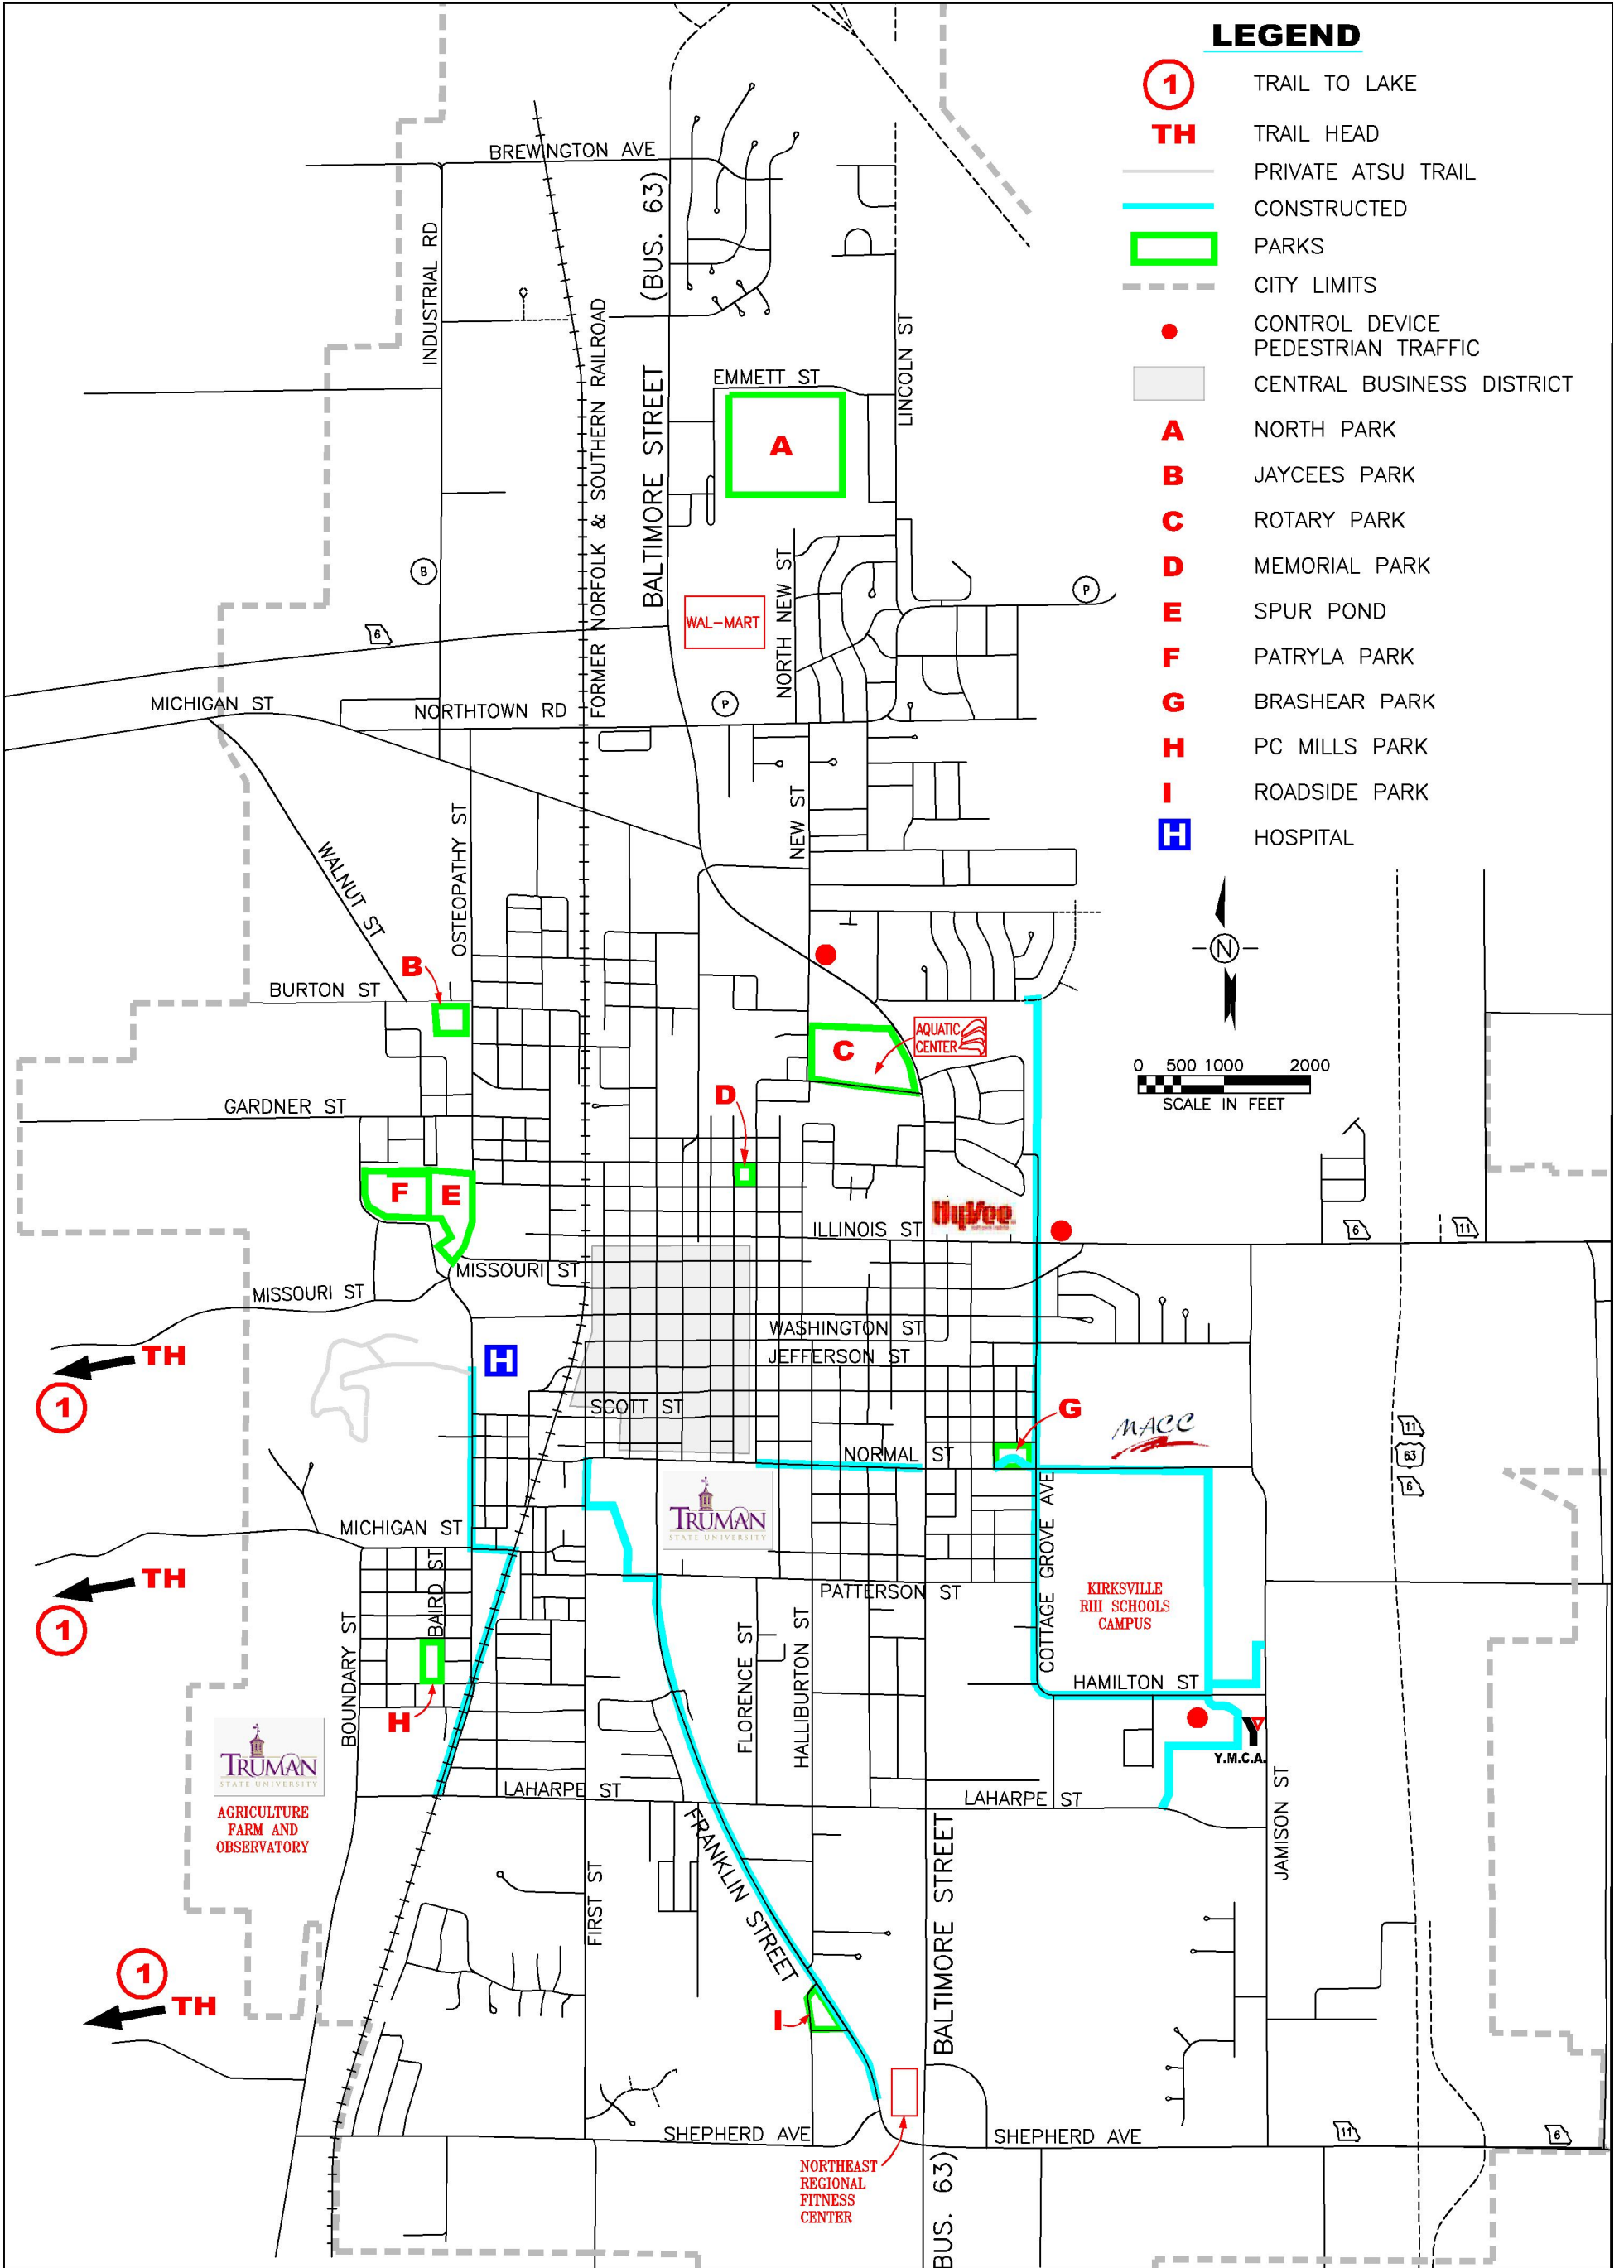 LEGEND
1 TRAIL TO LAKE
TH TRAIL HEAD
PRIVATE ATSU TRAIL
CONSTRUCTED
PARKS
CITY LIMITS
CONTROL DEVICE
PEDESTRIAN TRAFFIC
CENTRAL BUSINESS DISTRICT
A NORTH PARK
B JAYCEES PARK
C ROTARY PARK
D MEMORIAL PARK
E SPUR POND
F PATRYLA PARK
G BRASHEAR PARK
H PC MILLS PARK
I ROADSIDE PARK
H HOSPITAL
N
0 500 1000 2000
SCALE IN FEET
BREWINGTON AVE
(BUS. 63)
INDUSTRIAL RD
FORMER NORFOLK & SOUTHERN RAILROAD
BALTIMORE STREET
LINCOLN ST
EMMETT ST
A
B
P
WAL-MART
NORTH NEW ST
6
MICHIGAN ST
NORTHTOWN RD
P
NEW ST
OSTEOPATHY ST
WALNUT ST
B
BURTON ST
AQUATIC
CENTER
C
D
GARDNER ST
F
E
HyVee
ILLINOIS ST
6
11
MISSOURI ST
MISSOURI ST
WASHINGTON ST
JEFFERSON ST
TH
1
H
SCOTT ST
G
MACC
11
63
6
NORMAL ST
TRUMAN
STATE UNIVERSITY
COTTAGE GROVE AVE
MICHIGAN ST
TH
1
BAIRD ST
BOUNDARY ST
PATTERSON ST
KIRKSVILLE
RIII SCHOOLS
CAMPUS
FLORENCE ST
HALLIBURTON ST
HAMILTON ST
H
Y
Y.M.C.A.
TRUMAN
STATE UNIVERSITY
AGRICULTURE
FARM AND
OBSERVATORY
LAHARPE ST
LAHARPE ST
JAMISON ST
FRANKLIN STREET
FIRST ST
BALTIMORE STREET
1
TH
I
SHEPHERD AVE
SHEPHERD AVE
11
6
NORTHEAST
REGIONAL
FITNESS
CENTER
BUS. 63)